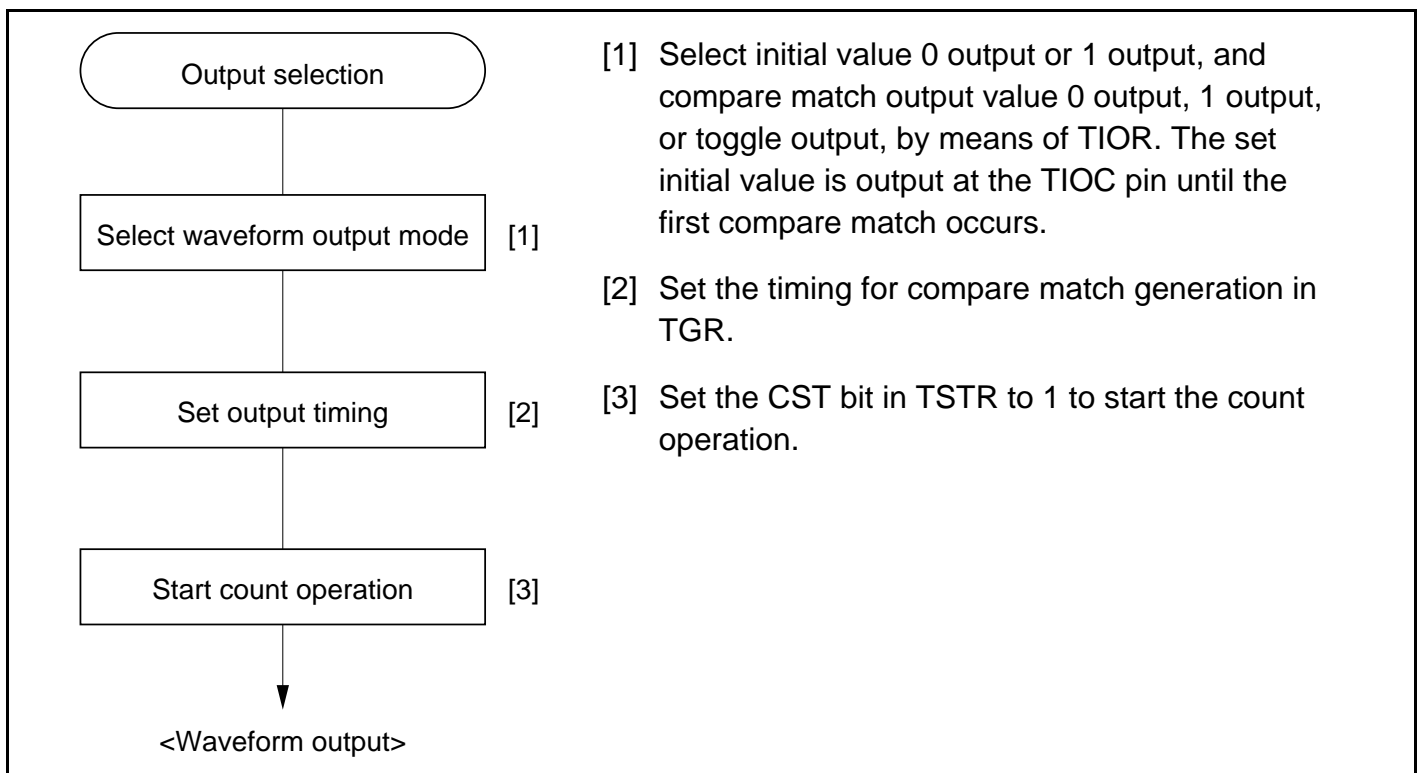 Output selection
Select waveform output mode
[1]
Set output timing
[2]
Start count operation
[3]
<Waveform output>
[1] Select initial value 0 output or 1 output, and
compare match output value 0 output, 1 output,
or toggle output, by means of TIOR. The set
initial value is output at the TIOC pin until the
first compare match occurs.
[2] Set the timing for compare match generation in
TGR.
[3] Set the CST bit in TSTR to 1 to start the count
operation.